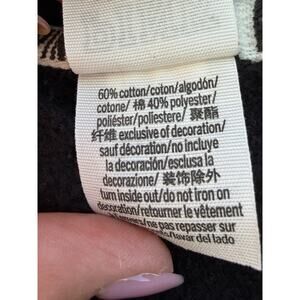 60% cotton/coton/algodón/
cotone/ 棉 40% polyester/
poliéster/poliestere/ 聚酯
纤维 exclusive of decoration/
sauf décoration/no incluye
la decoración/esclusa la
decorazione/ 装饰除外
turn inside out/do not iron on
decoration/retourner le vêtement
à l'envers/ne pas repasser sur
/lavar del lado